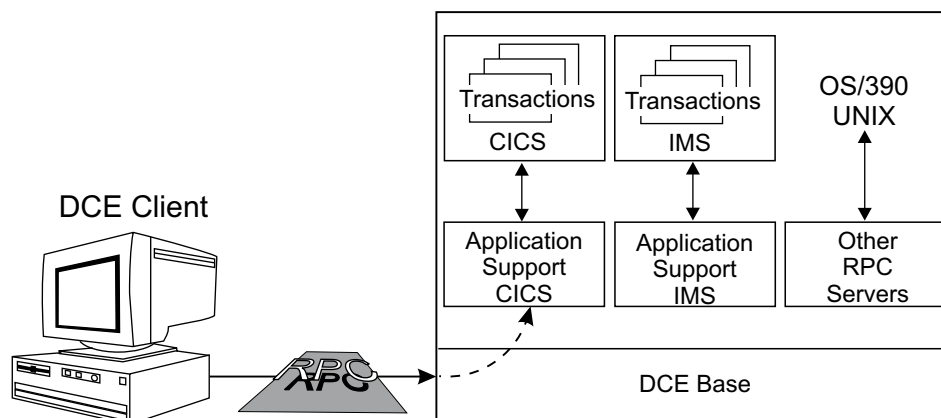 Transactions
CICS
Transactions
IMS
OS/390
UNIX
DCE Client
Application
Support
CICS
Application
Support
IMS
Other
RPC
Servers
RPC
DCE Base